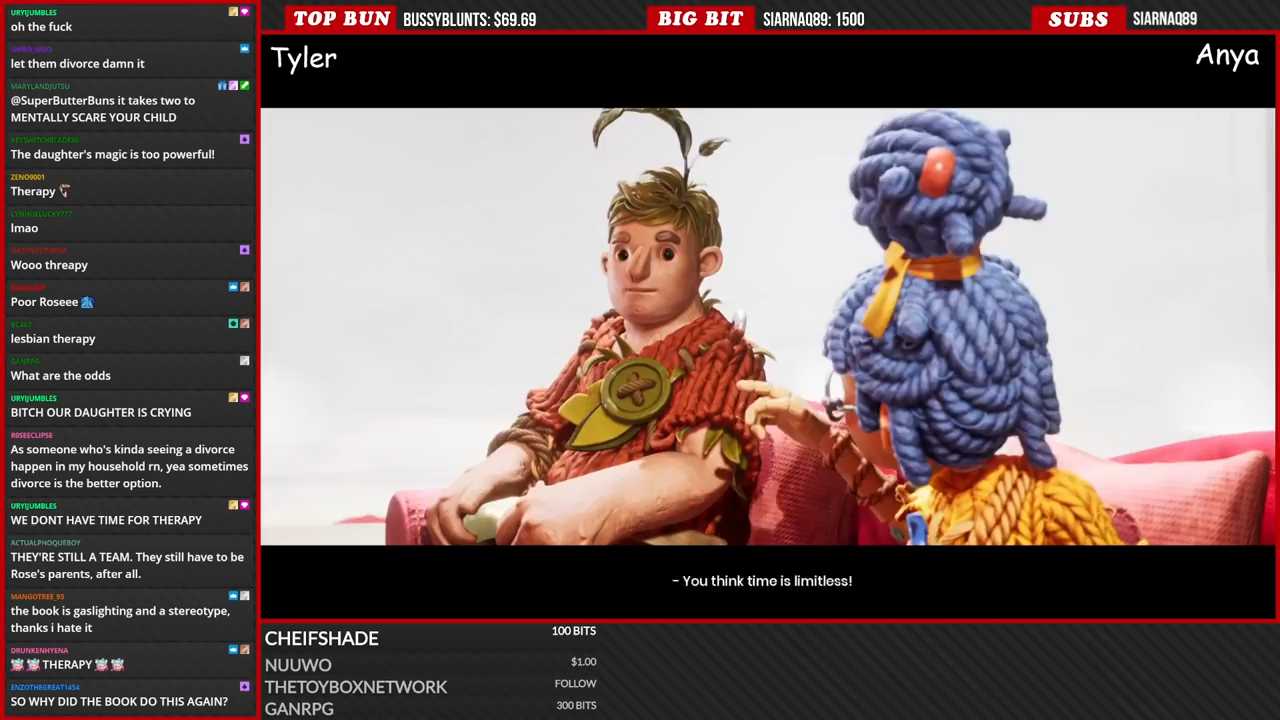 TOP BUN BUSSYBLUNTS: $69.69 BIG BIT SIARNAQ89: 1500 SUBS SIARNAQ89
URYIJUMBLES
oh the fuck
let them divorce damn it
MARYLANDJUTSU
@SuperButterBuns it takes two to
MENTALLY SCARE YOUR CHILD
The daughter's magic is too powerful!
ZENO9001
Therapy
LYNHUELUCKY777
lmao
Wooo threapy
Poor Roseee
lesbian therapy
GANRPG
What are the odds
URYIJUMBLES
BITCH OUR DAUGHTER IS CRYING
R0SEECLIPSE
As someone who's kinda seeing a divorce
happen in my household rn, yea sometimes
divorce is the better option.
URYIJUMBLES
WE DONT HAVE TIME FOR THERAPY
ACTUALPHOQUEBOY
THEY'RE STILL A TEAM. They still have to be
Rose's parents, after all.
MANGOTREE_93
the book is gaslighting and a stereotype,
thanks i hate it
DRUNKENHYENA
THERAPY
ENZOTHEGREAT1454
SO WHY DID THE BOOK DO THIS AGAIN?
Tyler
Anya
- You think time is limitless!
CHEIFSHADE 100 BITS
NUUWO $1.00
THETOYBOXNETWORK FOLLOW
GANRPG 300 BITS